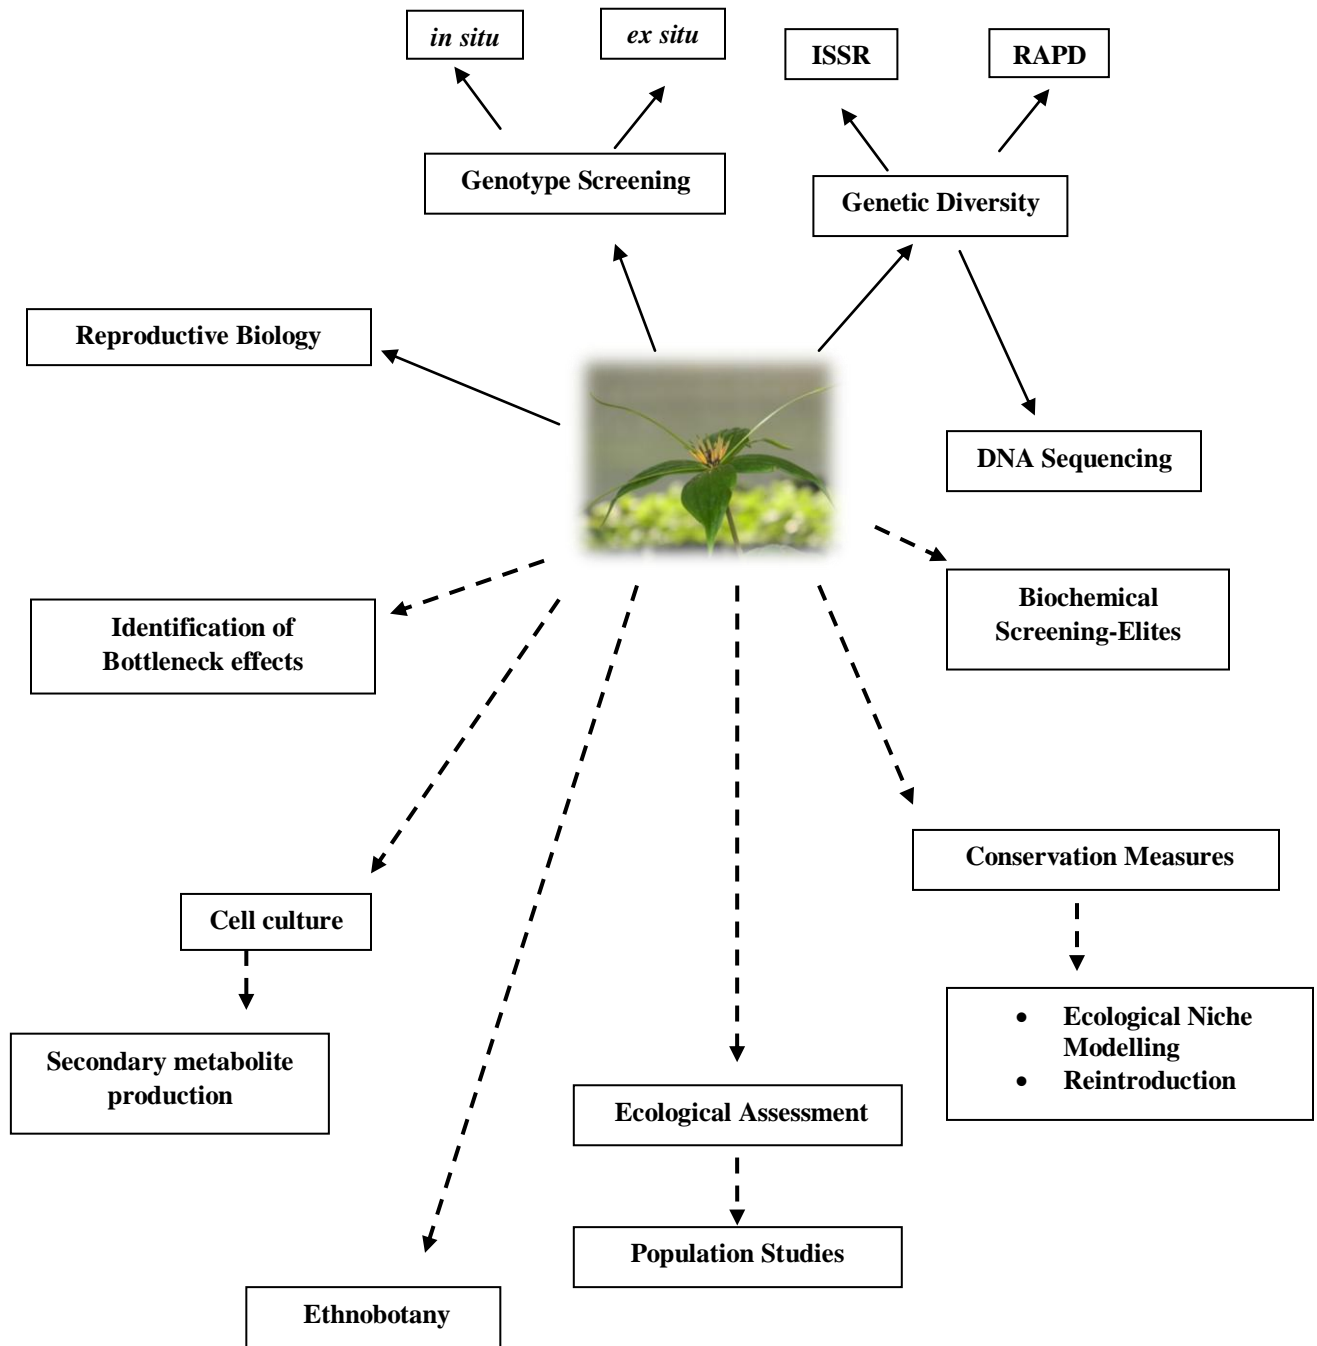 in situ
ex situ
ISSR
RAPD
Genotype Screening
Genetic Diversity
Reproductive Biology
DNA Sequencing
Biochemical
Screening-Elites
Identification of
Bottleneck effects
Conservation Measures
Cell culture
• Ecological Niche
Modelling
• Reintroduction
Secondary metabolite
production
Ecological Assessment
Population Studies
Ethnobotany